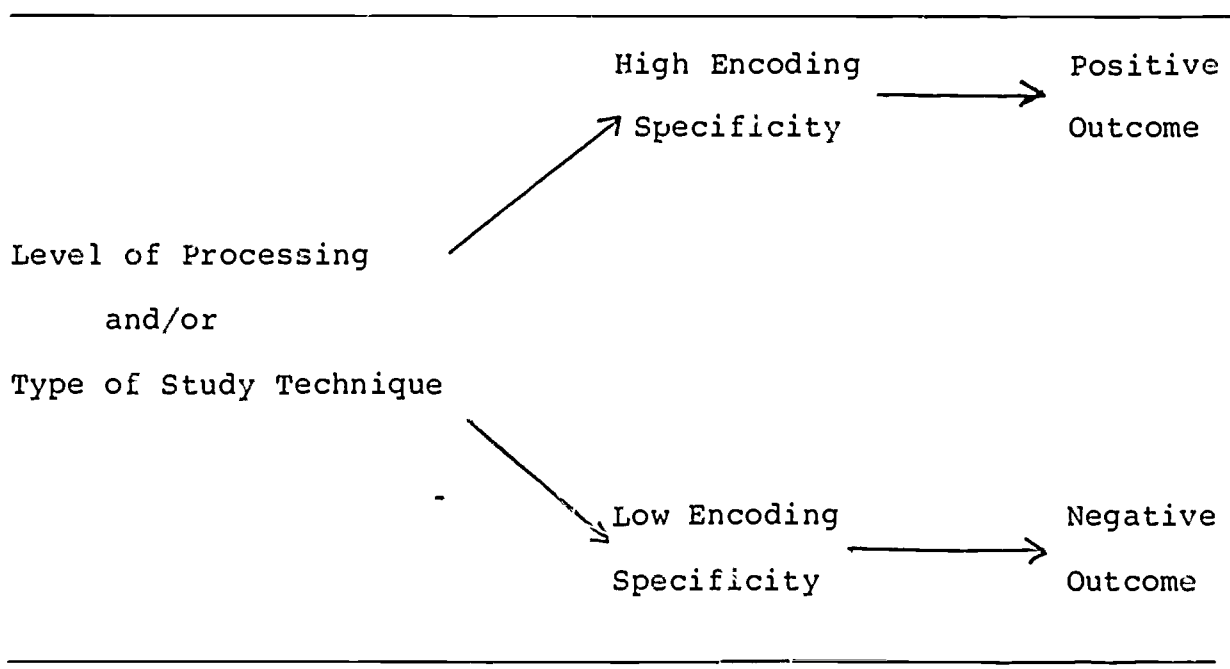 High Encoding
Specificity
Positive
Outcome
Level of Processing
and/or
Type of Study Technique
Low Encoding
Specificity
Negative
Outcome